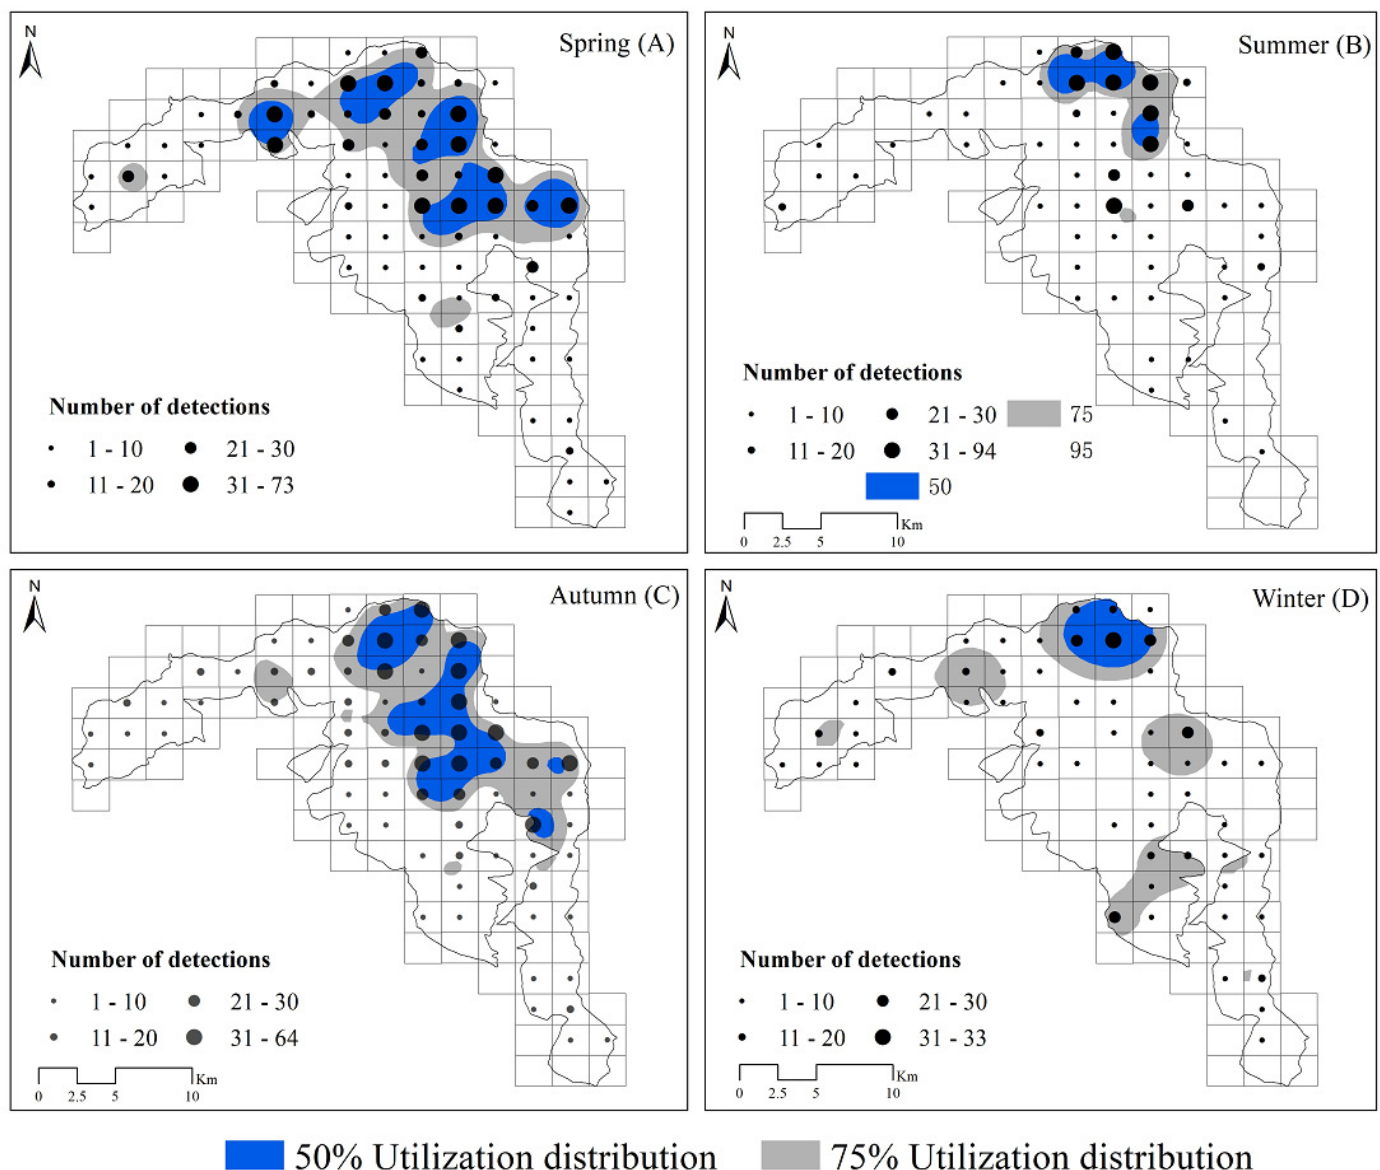 N
Spring (A)
Number of detections
1 - 10 21 - 30
11 - 20 31 - 73
N
Summer (B)
Number of detections
1 - 10 21 - 30 75
11 - 20 31 - 94 95
50
Km
0 2.5 5 10
N
Autumn (C)
Number of detections
1 - 10 21 - 30
11 - 20 31 - 64
Km
0 2.5 5 10
N
Winter (D)
Number of detections
1 - 10 21 - 30
11 - 20 31 - 33
Km
0 2.5 5 10
50% Utilization distribution 75% Utilization distribution